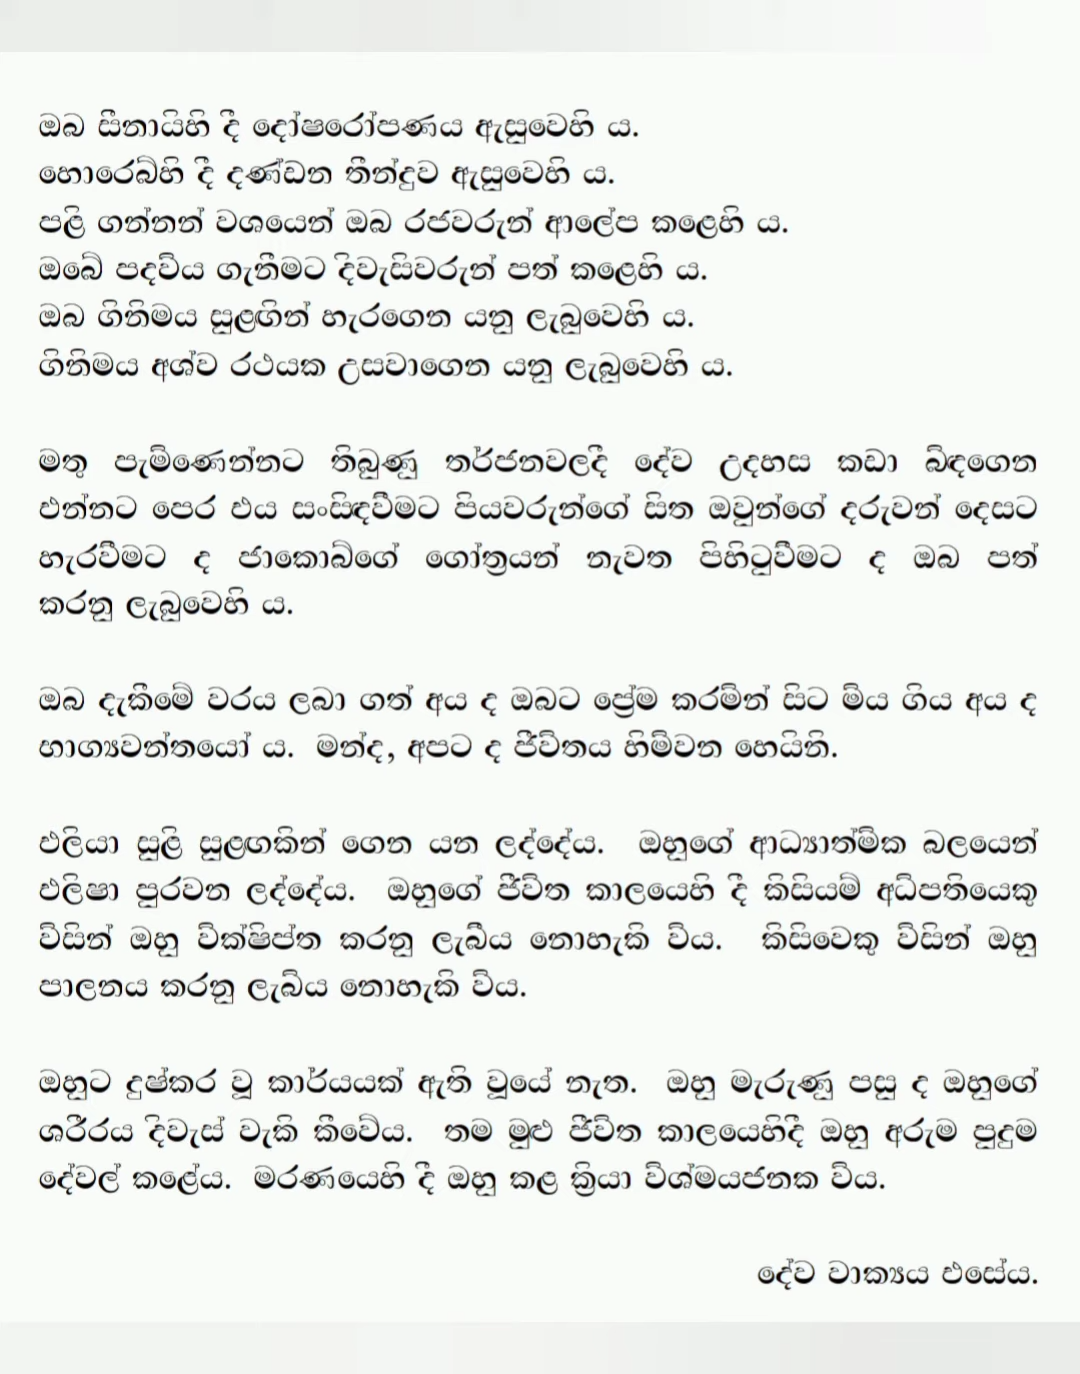 ඔබ සීනායිහි දී දෝෂරෝපණය ඇසුවෙහි ය.
හොරෙබ්හි දී දණ්ඩන තීන්දුව ඇසුවෙහි ය.
පළි ගන්නන් වශයෙන් ඔබ රජවරුන් ආලේප කළෙහි ය.
ඔබේ පදවිය ගැනීමට දිවැසිවරුන් පත් කළෙහි ය.
ඔබ ගිනිමය සුළඟින් හැරගෙන යනු ලැබුවෙහි ය.
ගිනිමය අශ්ව රථයක උසවාගෙන යනු ලැබුවෙහි ය.
මතු පැමිණෙන්නට තිබුණු තර්ජනවලදී දේව උදහස කඩා බිඳගෙන
එන්නට පෙර එය සංසිඳවීමට පියවරුන්ගේ සිත ඔවුන්ගේ දරුවන් දෙසට
හැරවීමට ද ජාකොබ්ගේ ගෝත්‍රයන් නැවත පිහිටුවීමට ද ඔබ පත්
කරනු ලැබුවෙහි ය.
ඔබ දැකීමේ වරය ලබා ගත් අය ද ඔබට ප්‍රේම කරමින් සිට මිය ගිය අය ද
භාග්‍යවන්තයෝ ය. මන්ද, අපට ද ජීවිතය හිමිවන හෙයිනි.
එලියා සුළි සුළඟකින් ගෙන යන ලද්දේය. ඔහුගේ ආධ්‍යාත්මික බලයෙන්
එලිෂා පුරවන ලද්දේය. ඔහුගේ ජීවිත කාලයෙහි දී කිසියම් අධිපතියෙකු
විසින් ඔහු වික්ෂිප්ත කරනු ලැබීය නොහැකි විය. කිසිවෙකු විසින් ඔහු
පාලනය කරනු ලැබිය නොහැකි විය.
ඔහුට දුෂ්කර වූ කාර්යයක් ඇති වූයේ නැත. ඔහු මැරුණු පසු ද ඔහුගේ
ශරීරය දිවැස් වැකි කීවේය. තම මුළු ජීවිත කාලයෙහිදී ඔහු අරුම පුදුම
දේවල් කළේය. මරණයෙහි දී ඔහු කළ ක්‍රියා විශ්මයජනක විය.
දේව වාක්‍යය එසේය.